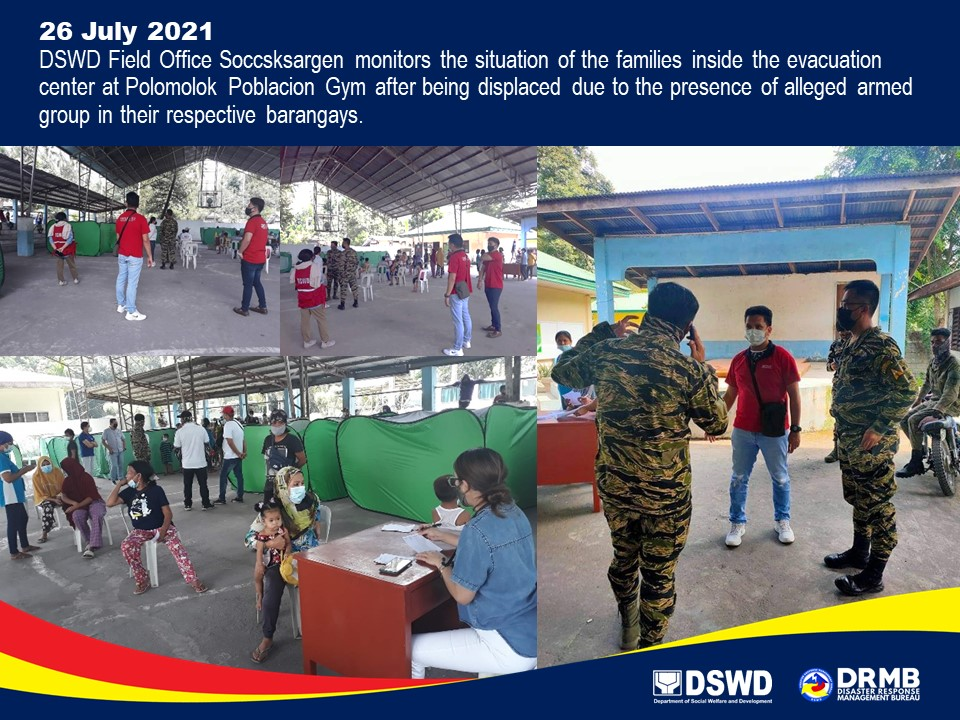 26 July 2021
DSWD Field Office Soccsksargen monitors the situation of the families inside the evacuation
center at Polomolok Poblacion Gym after being displaced due to the presence of alleged armed
group in their respective barangays.
DSWD
Department of Social Welfare and Development
DRMB
DISASTER RESPONSE
MANAGEMENT BUREAU